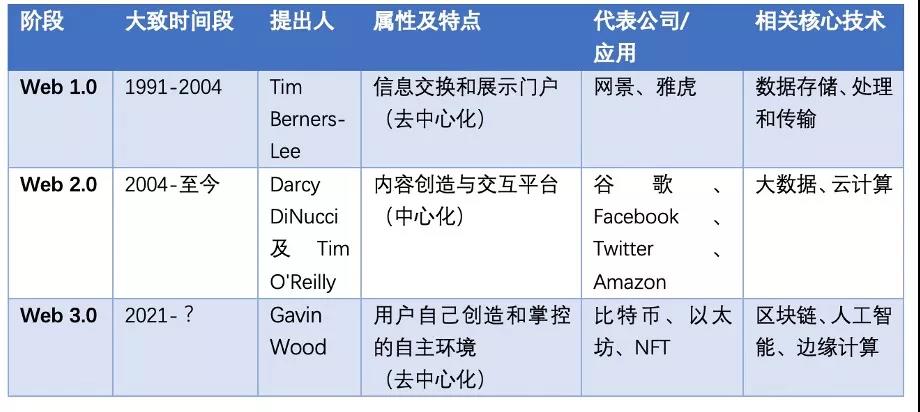 阶段 大致时间段 提出人 属性及特点 代表公司/ 相关核心技术
应用
Web 1.0 1991-2004 Tim 信息交换和展示门户 网景、雅虎 数据存储、处理
Berners- （去中心化） 和传输
Lee
Web 2.0 2004-至今 Darcy 内容创造与交互平台 谷歌、 大数据、云计算
DiNucci （中心化） Facebook、
及 Tim Twitter、
O'Reilly Amazon
Web 3.0 2021-？ Gavin 用户自己创造和掌控 比特币、以太 区块链、人工智
Wood 的自主环境 坊、NFT 能、边缘计算
（去中心化）